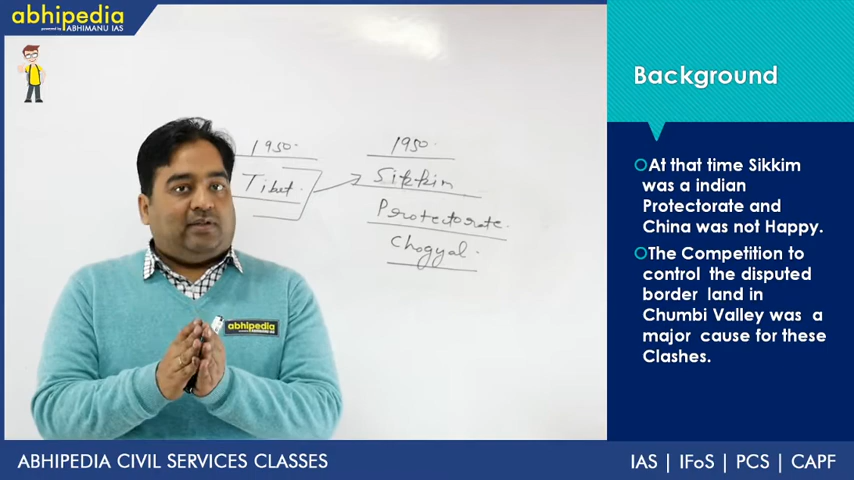 abhipedia
powered by ABHIMANU IAS
1950.
Tibet.
1950.
Sikkim
Protectorate.
Chogyal.
abhipedia
Background
At that time Sikkim
was a indian
Protectorate and
China was not Happy.
The Competition to
control the disputed
border land in
Chumbi Valley was a
major cause for these
Clashes.
ABHIPEDIA CIVIL SERVICES CLASSES
IAS | IFoS | PCS | CAPF